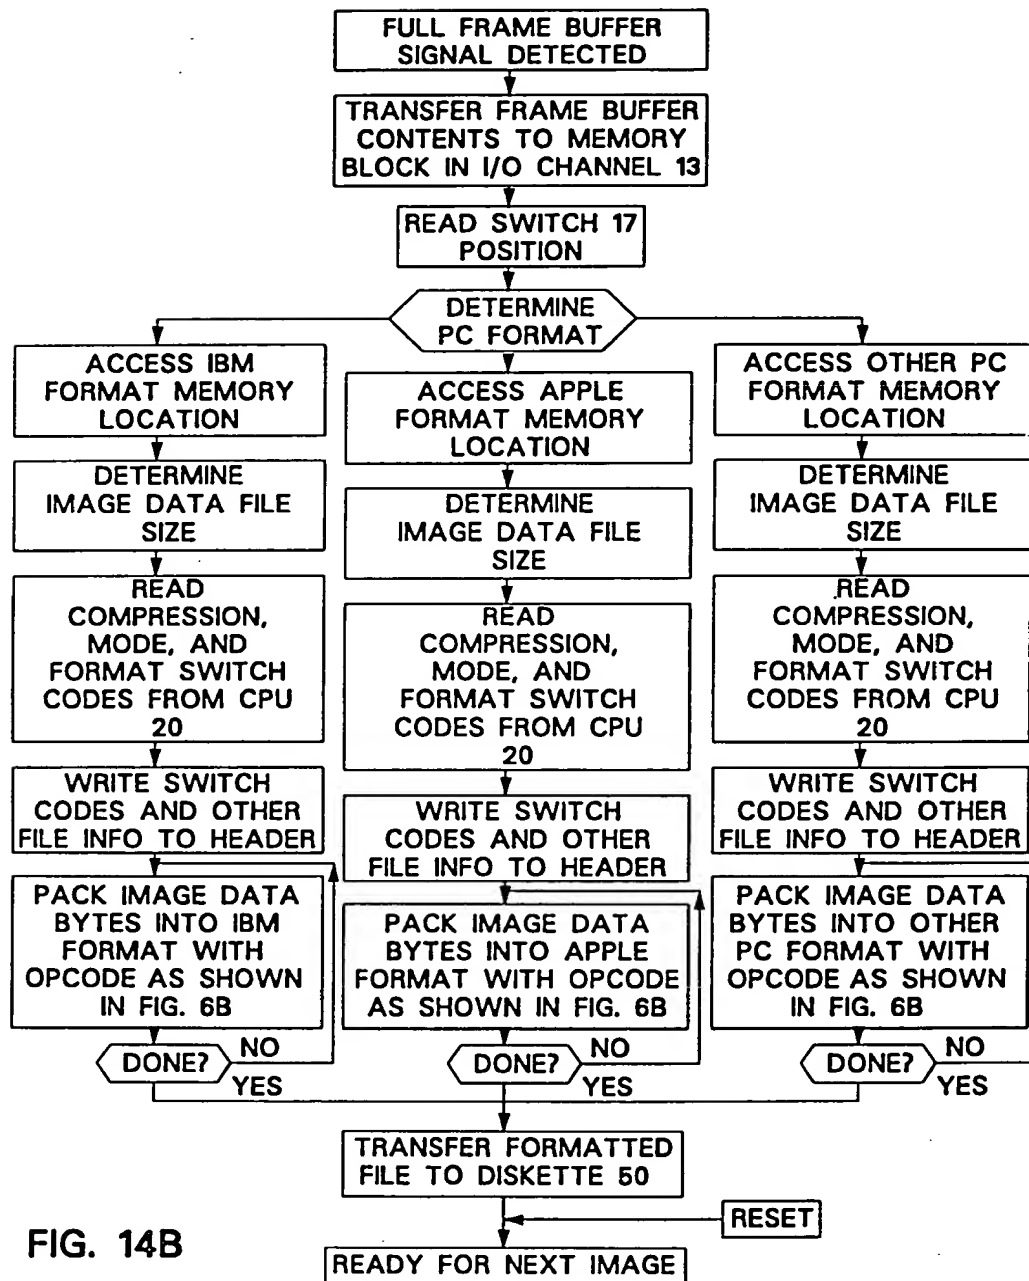 FULL FRAME BUFFER
SIGNAL DETECTED
TRANSFER FRAME BUFFER
CONTENTS TO MEMORY
BLOCK IN I/O CHANNEL 13
READ SWITCH 17
POSITION
DETERMINE
PC FORMAT
ACCESS IBM
FORMAT MEMORY
LOCATION
DETERMINE
IMAGE DATA FILE
SIZE
READ
COMPRESSION,
MODE, AND
FORMAT SWITCH
CODES FROM CPU
20
WRITE SWITCH
CODES AND OTHER
FILE INFO TO HEADER
PACK IMAGE DATA
BYTES INTO IBM
FORMAT WITH
OPCODE AS SHOWN
IN FIG. 6B
DONE?
NO
YES
ACCESS APPLE
FORMAT MEMORY
LOCATION
DETERMINE
IMAGE DATA FILE
SIZE
READ
COMPRESSION,
MODE, AND
FORMAT SWITCH
CODES FROM CPU
20
WRITE SWITCH
CODES AND OTHER
FILE INFO TO HEADER
PACK IMAGE DATA
BYTES INTO APPLE
FORMAT WITH OPCODE
AS SHOWN IN FIG. 6B
DONE?
NO
YES
ACCESS OTHER PC
FORMAT MEMORY
LOCATION
DETERMINE
IMAGE DATA FILE
SIZE
READ
COMPRESSION,
MODE, AND
FORMAT SWITCH
CODES FROM CPU
20
WRITE SWITCH
CODES AND OTHER
FILE INFO TO HEADER
PACK IMAGE DATA
BYTES INTO OTHER
PC FORMAT WITH
OPCODE AS SHOWN
IN FIG. 6B
DONE?
NO
YES
TRANSFER FORMATTED
FILE TO DISKETTE 50
RESET
READY FOR NEXT IMAGE
FIG. 14B